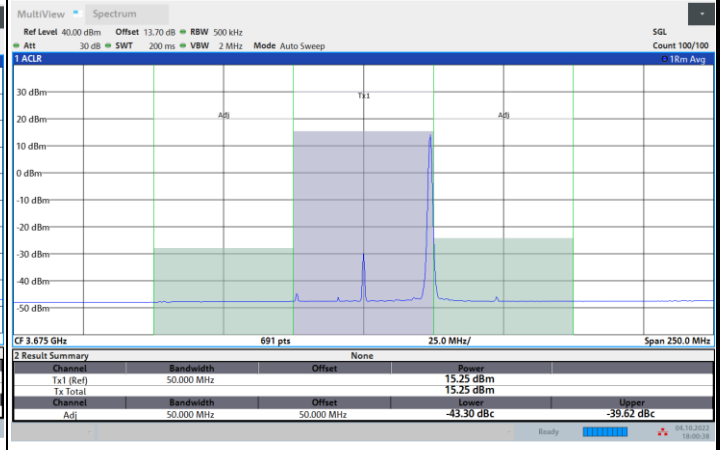 MultiView Spectrum
Ref Level 40.00 dBm Offset 13.70 dB RBW 500 kHz SGL
Att 30 dB SWT 200 ms VBW 2 MHz Mode Auto Sweep Count 100/100
1 ACLR 1Rm Avg
30 dBm
Tx1
20 dBm
Adj Adj
10 dBm
0 dBm
-10 dBm
-20 dBm
-30 dBm
-40 dBm
-50 dBm
CF 3.675 GHz 691 pts 25.0 MHz/ Span 250.0 MHz
2 Result Summary None
Channel Bandwidth Offset Power
Tx1 (Ref) 50.000 MHz 15.25 dBm
Tx Total 15.25 dBm
Channel Bandwidth Offset Lower Upper
Adj 50.000 MHz 50.000 MHz -43.30 dBc -39.62 dBc
Ready 04.10.2022
18:00:38